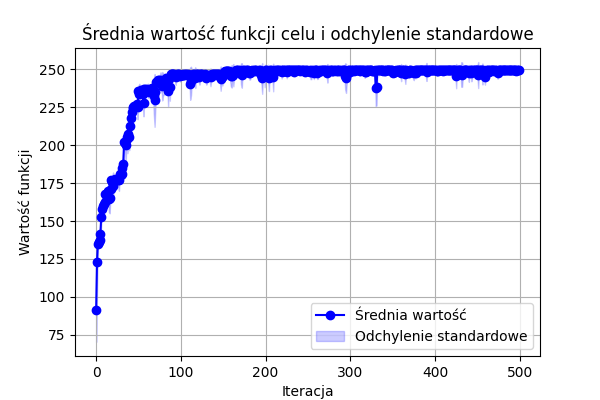 Średnia wartość funkcji celu i odchylenie standardowe
250
225
200
175
150
125
100
75
Wartość funkcji
0 100 200 300 400 500
Iteracja
Średnia wartość
Odchylenie standardowe